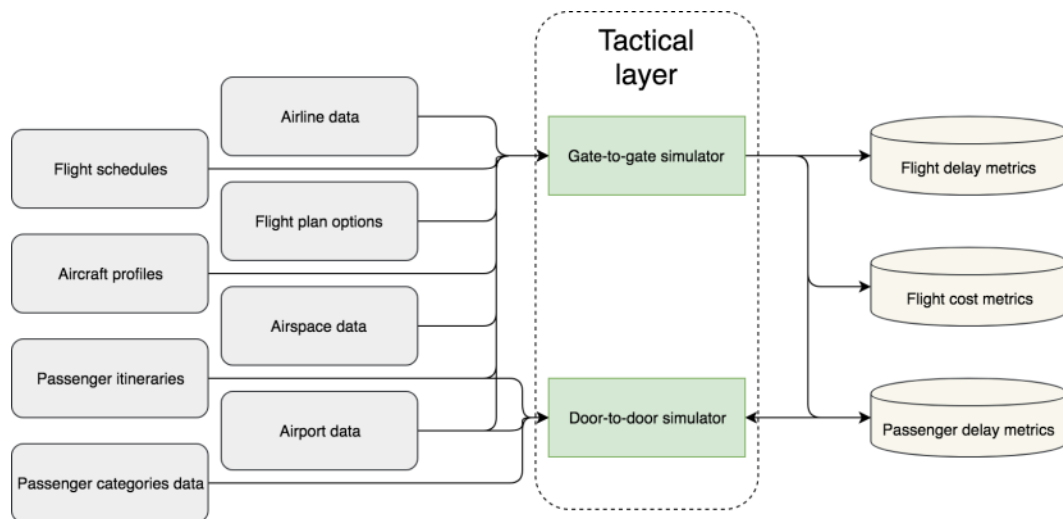 Tactical
layer
Airline data
Flight schedules
Flight plan options
Aircraft profiles
Airspace data
Passenger itineraries
Airport data
Passenger categories data
Gate-to-gate simulator
Door-to-door simulator
Flight delay metrics
Flight cost metrics
Passenger delay metrics